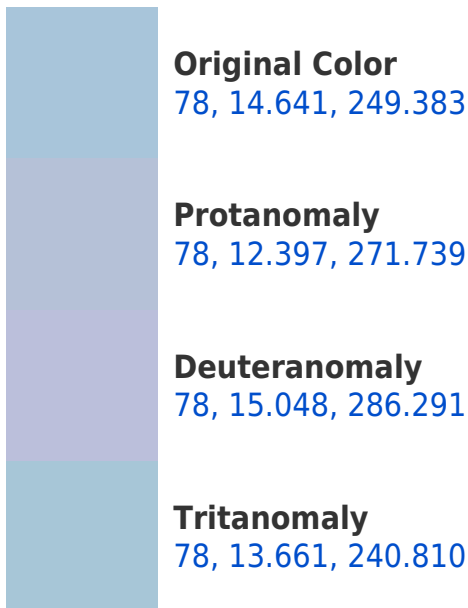 Original Color
78, 14.641, 249.383
Protanomaly
78, 12.397, 271.739
Deuteranomaly
78, 15.048, 286.291
Tritanomaly
78, 13.661, 240.810